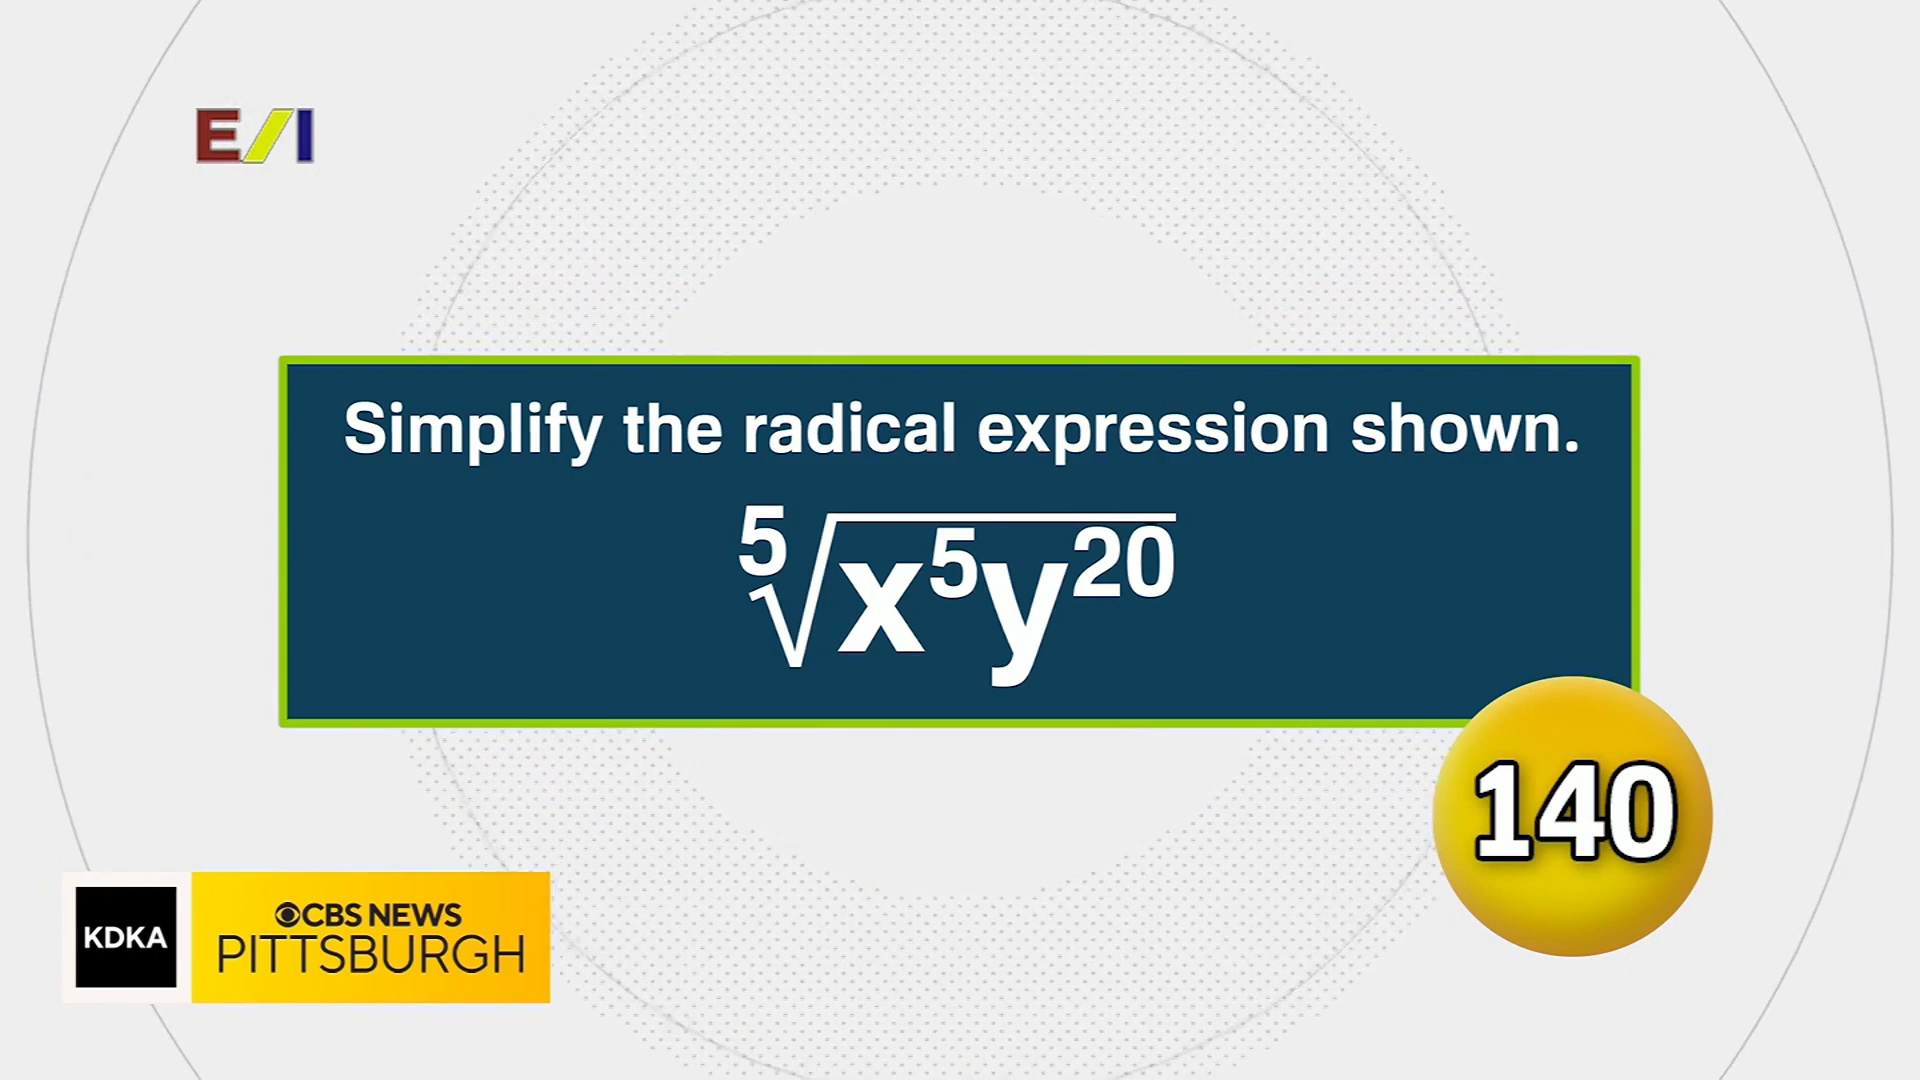 E/I
Simplify the radical expression shown.
⁵√x⁵y²⁰
140
KDKA
CBS NEWS
PITTSBURGH